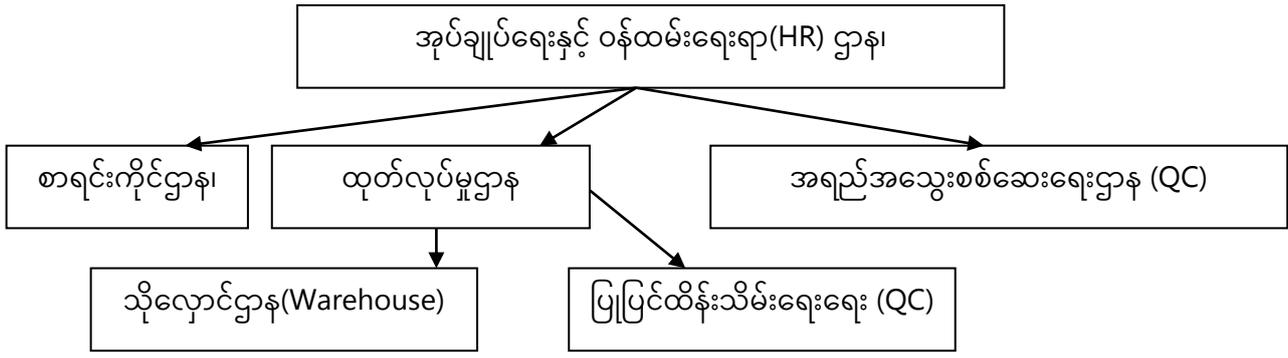 အုပ်ချုပ်ရေးနှင့် ဝန်ထမ်းရေးရာ(HR) ဌာန၊
စာရင်းကိုင်ဌာန၊
ထုတ်လုပ်မှုဌာန
အရည်အသွေးစစ်ဆေးရေးဌာန (QC)
သိုလှောင်ဌာန(Warehouse)
ပြုပြင်ထိန်းသိမ်းရေးရေး (QC)